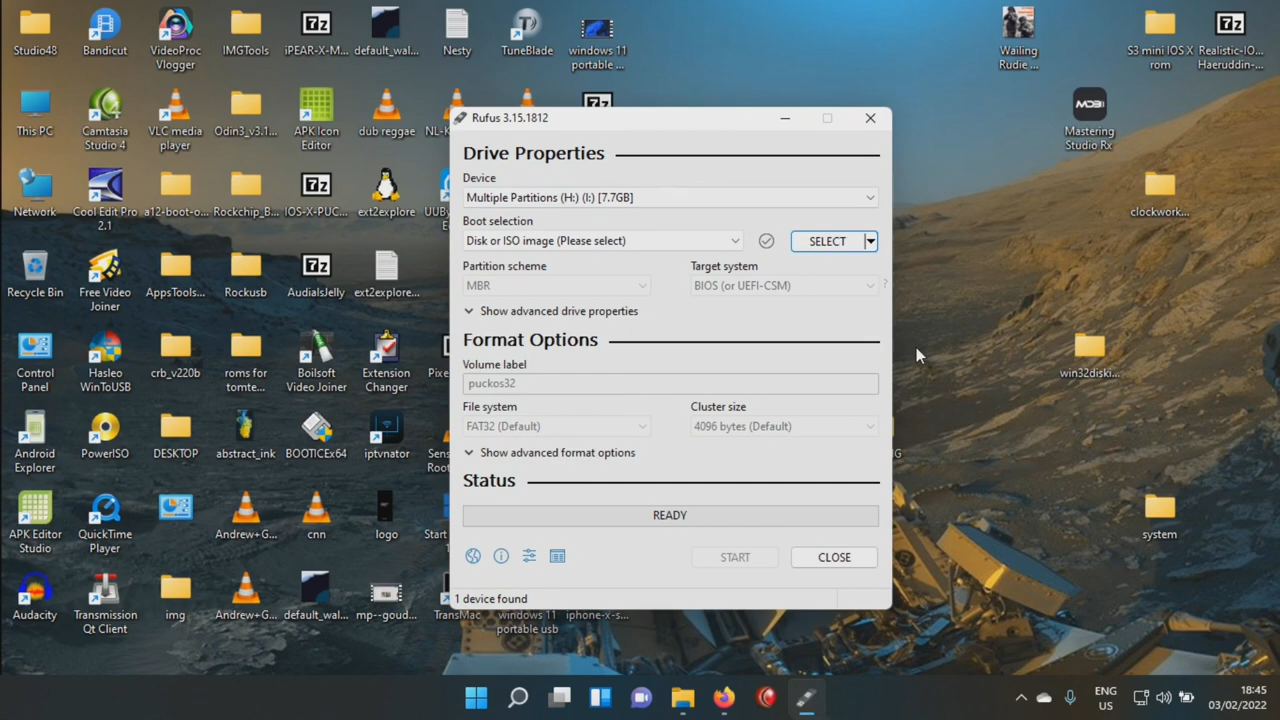 Studio48
Bandicut
VideoProc
Vlogger
IMGTools
iPEAR-X-M...
default_wal...
Nesty
TuneBlade
windows 11
portable ...
Wailing
Rudie ...
S3 mini IOS X
rom
Realistic-IO...
Haeruddin-...
This PC
Camtasia
Studio 4
VLC media
player
Odin3_v3.1...
APK Icon
Editor
dub reggae
NL-K
Mastering
Studio Rx
Network
Cool Edit Pro
2.1
a12-boot-o...
Rockchip_B...
IOS-X-PUC...
ext2explore
UUBy
clockwork...
Recycle Bin
Free Video
Joiner
AppsTools...
Rockusb
AudialsJelly
ext2explore...
Control
Panel
Hasleo
WinToUSB
crb_v220b
roms for
tomte...
Boilsoft
Video Joiner
Extension
Changer
Pixe
win32diski...
Android
Explorer
PowerISO
DESKTOP
abstract_ink
BOOTICEx64
iptvnator
Sens
Roo
APK Editor
Studio
QuickTime
Player
Andrew+G...
cnn
logo
Start
system
Audacity
Transmission
Qt Client
img
Andrew+G...
default_wal...
mp--goud...
TransMac
windows 11
portable usb
iphone-x-s...
Rufus 3.15.1812
Drive Properties
Device
Multiple Partitions (H:) (I:) [7.7GB]
Boot selection
Disk or ISO image (Please select)
SELECT
Partition scheme
Target system
MBR
BIOS (or UEFI-CSM)
?
Show advanced drive properties
Format Options
Volume label
puckos32
File system
Cluster size
FAT32 (Default)
4096 bytes (Default)
Show advanced format options
Status
READY
START
CLOSE
1 device found
ENG
US
18:45
03/02/2022